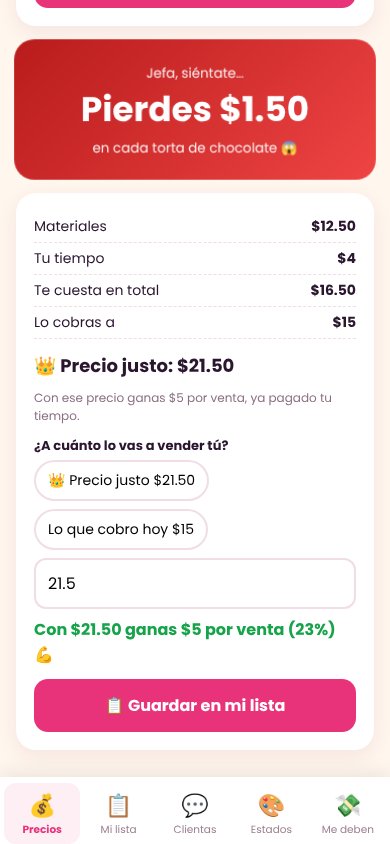 Jefa, siéntate…
Pierdes $1.50
en cada torta de chocolate 😱
Materiales $12.50
Tu tiempo $4
Te cuesta en total $16.50
Lo cobras a $15
👑 Precio justo: $21.50
Con ese precio ganas $5 por venta, ya pagado tu
tiempo.
¿A cuánto lo vas a vender tú?
👑 Precio justo $21.50
Lo que cobro hoy $15
21.5
Con $21.50 ganas $5 por venta (23%)
💪
📋 Guardar en mi lista
Precios Mi lista Clientas Estados Me deben